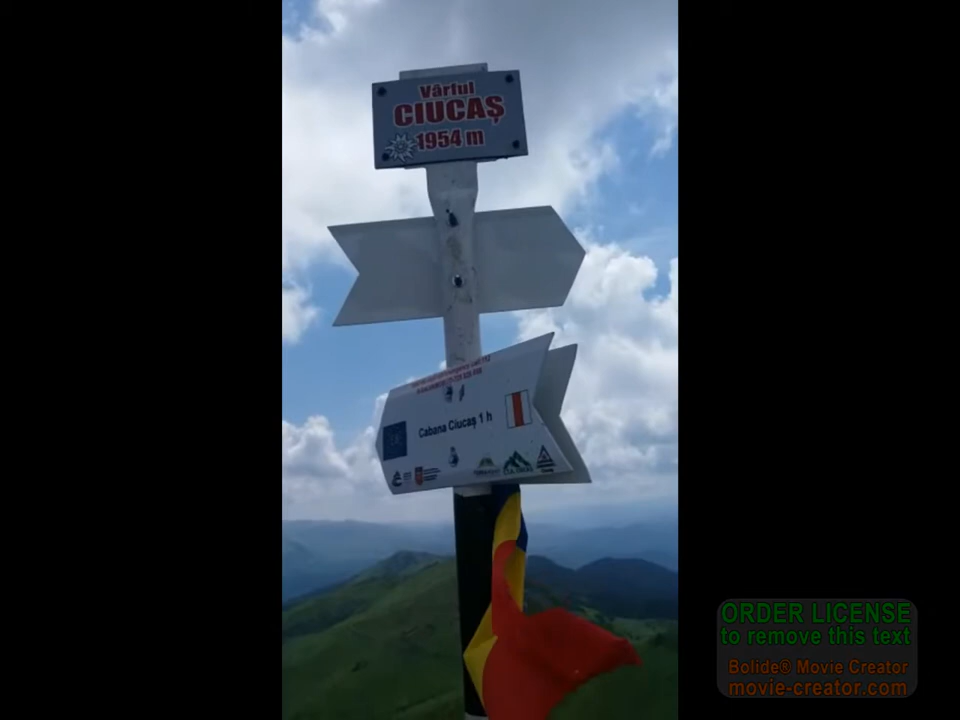 Vârful
CIUCAȘ
1954 m
Cabana Ciucaș 1 h
ORDER LICENSE
to remove this text
Bolide® Movie Creator
movie-creator.com